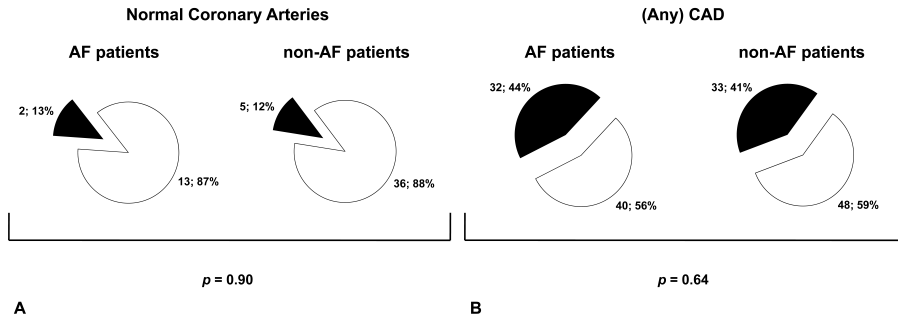 Normal Coronary Arteries
AF patients
non-AF patients
2; 13%
13; 87%
5; 12%
36; 88%
p = 0.90
A
(Any) CAD
AF patients
non-AF patients
32; 44%
40; 56%
33; 41%
48; 59%
p = 0.64
B